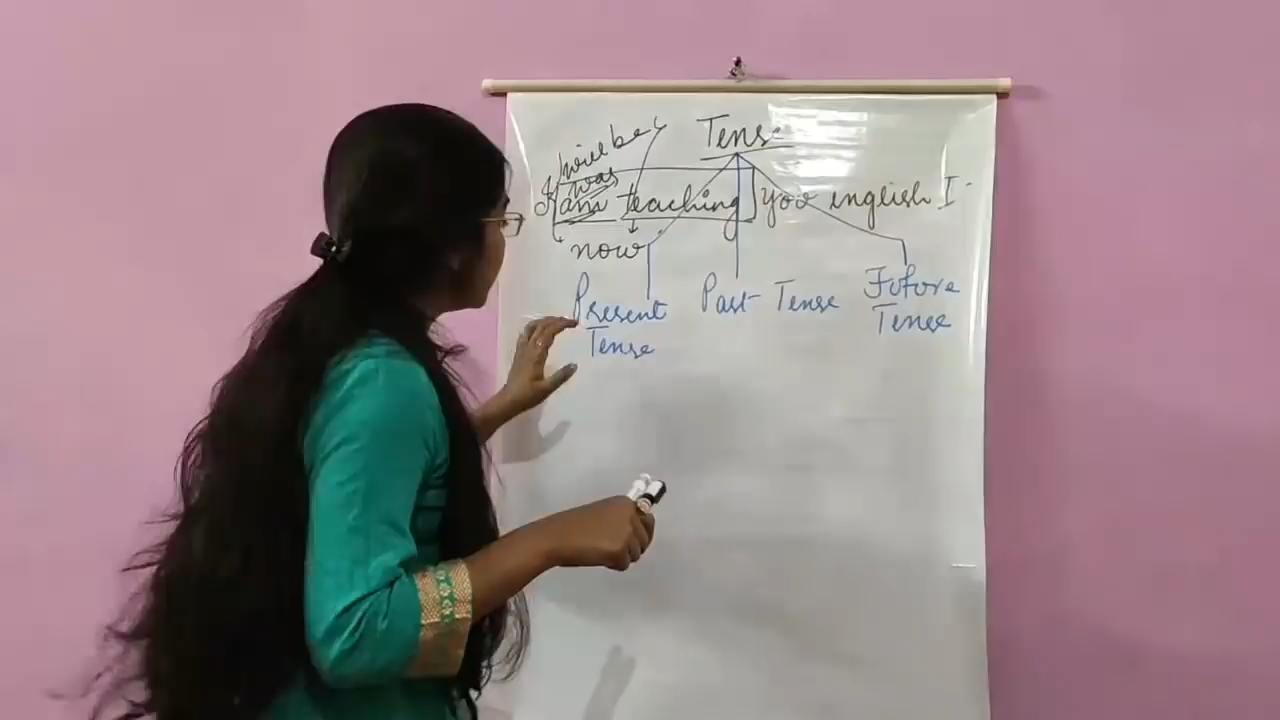 Tense
will be
was
I am teaching you english I
now
Present Tense
Past Tense
Future Tense